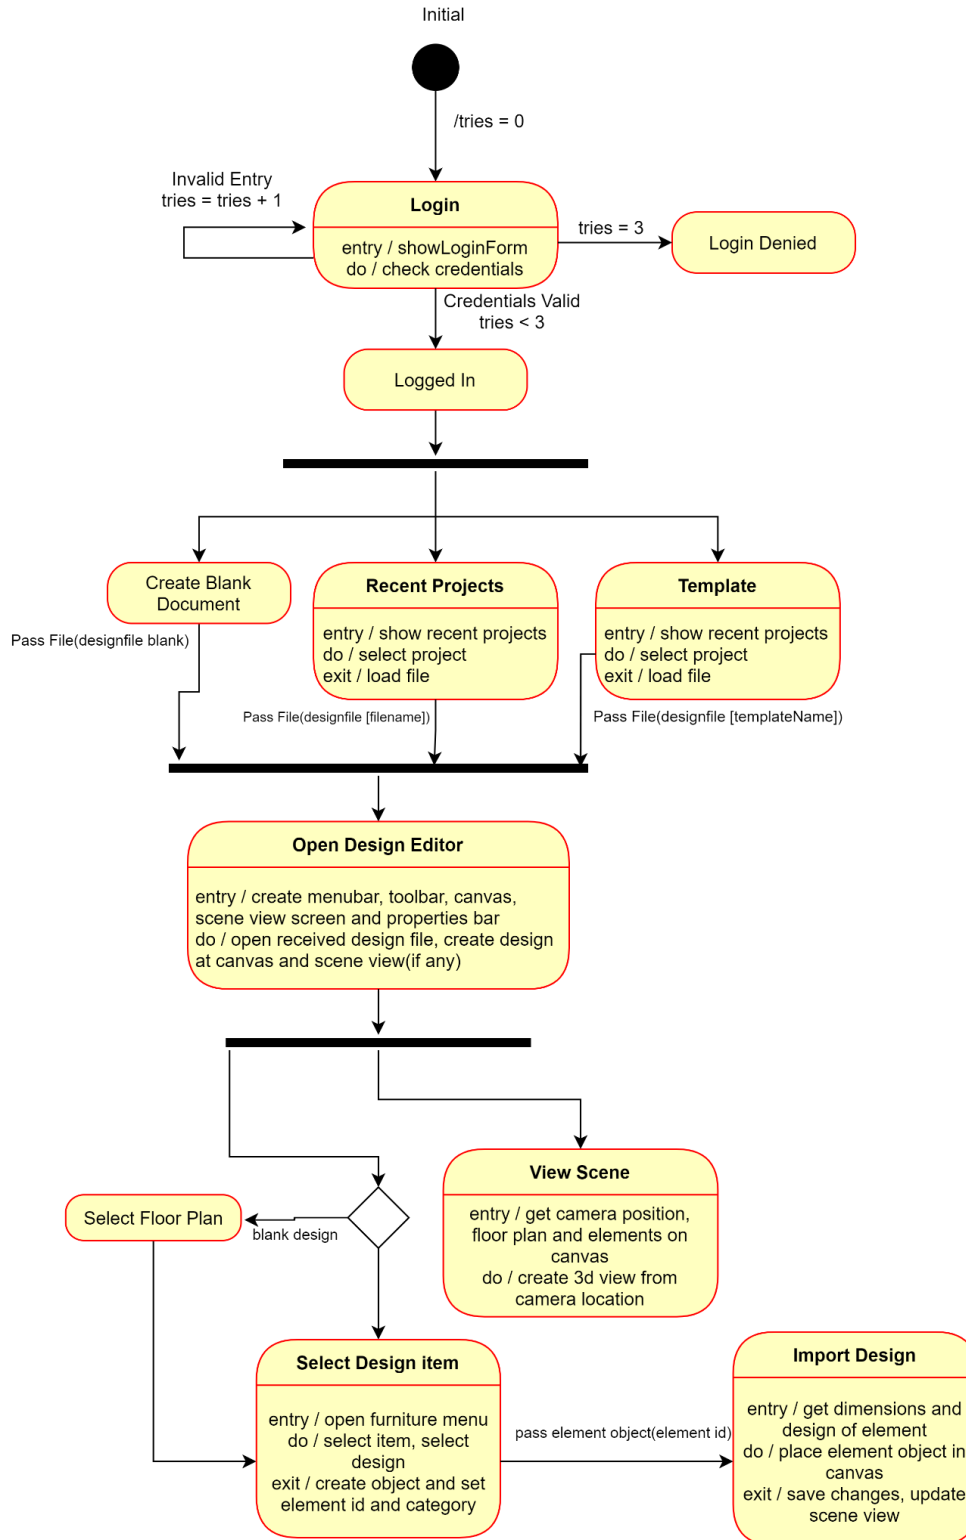 Initial
/tries = 0
Invalid Entry
tries = tries + 1
Login
entry / showLoginForm
do / check credentials
tries = 3
Login Denied
Credentials Valid
tries < 3
Logged In
Create Blank
Document
Pass File(designfile blank)
Recent Projects
entry / show recent projects
do / select project
exit / load file
Pass File(designfile [filename])
Template
entry / show recent projects
do / select project
exit / load file
Pass File(designfile [templateName])
Open Design Editor
entry / create menubar, toolbar, canvas,
scene view screen and properties bar
do / open received design file, create design
at canvas and scene view(if any)
View Scene
entry / get camera position,
floor plan and elements on
canvas
do / create 3d view from
camera location
Select Floor Plan
blank design
Select Design item
entry / open furniture menu
do / select item, select
design
exit / create object and set
element id and category
pass element object(element id)
Import Design
entry / get dimensions and
design of element
do / place element object in
canvas
exit / save changes, update
scene view